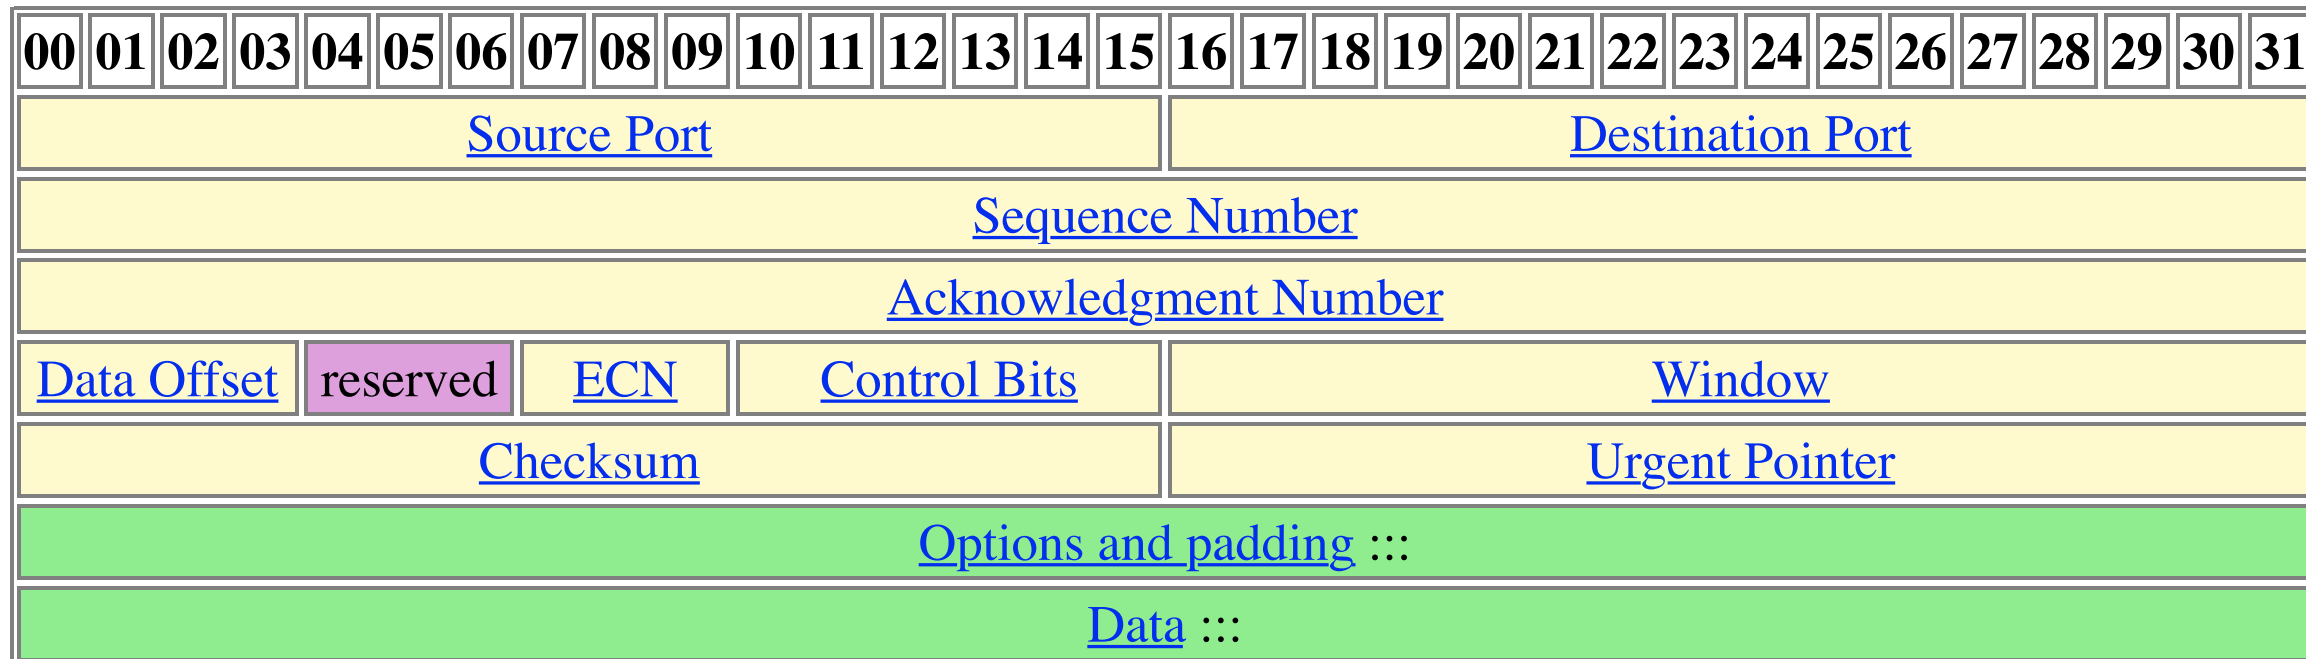 00 01 02 03 04 05 06 07 08 09 10 11 12 13 14 15 16 17 18 19 20 21 22 23 24 25 26 27 28 29 30 31
Source Port Destination Port
Sequence Number
Acknowledgment Number
Data Offset reserved ECN Control Bits Window
Checksum Urgent Pointer
Options and padding :::
Data :::